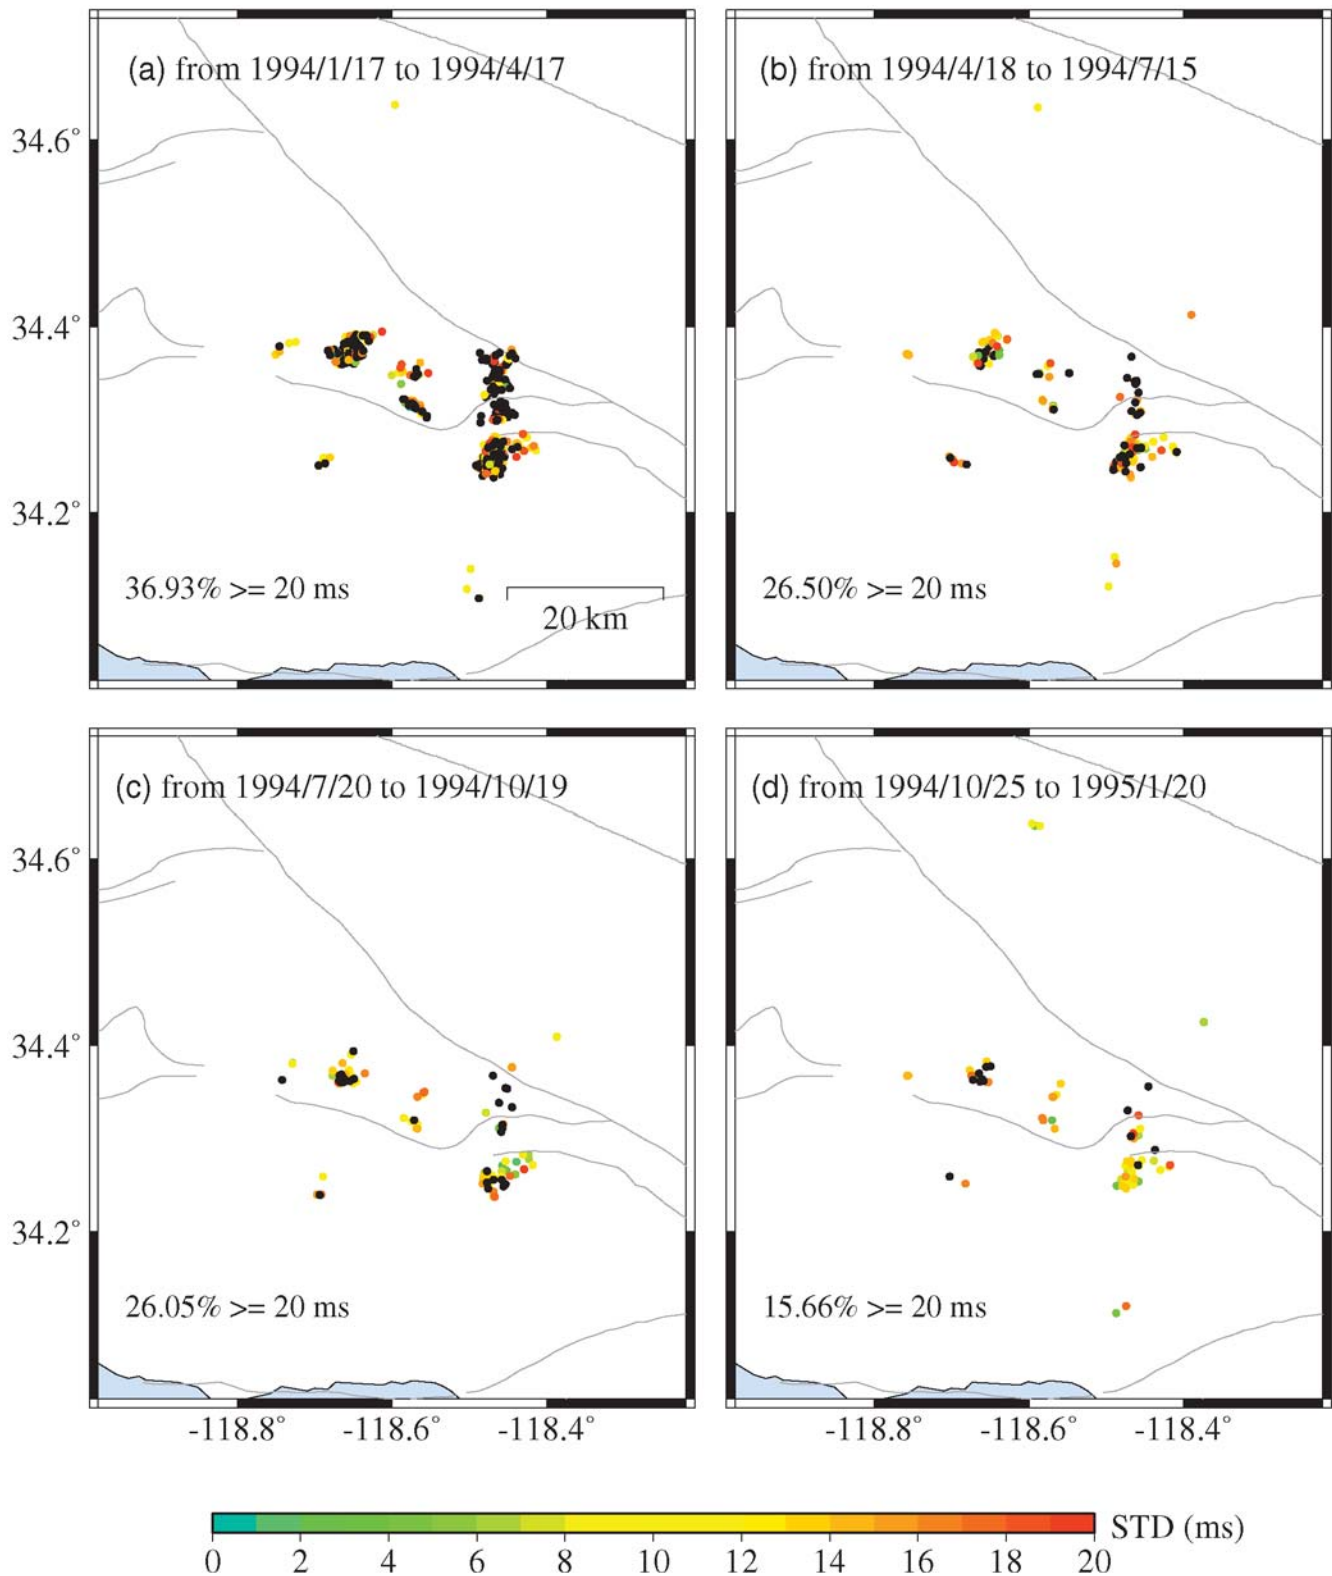 (a) from 1994/1/17 to 1994/4/17
(b) from 1994/4/18 to 1994/7/15
34.6°
34.4°
34.2°
36.93% >= 20 ms
20 km
26.50% >= 20 ms
(c) from 1994/7/20 to 1994/10/19
(d) from 1994/10/25 to 1995/1/20
34.6°
34.4°
34.2°
26.05% >= 20 ms
15.66% >= 20 ms
-118.8° -118.6° -118.4° -118.8° -118.6° -118.4°
STD (ms)
0 2 4 6 8 10 12 14 16 18 20